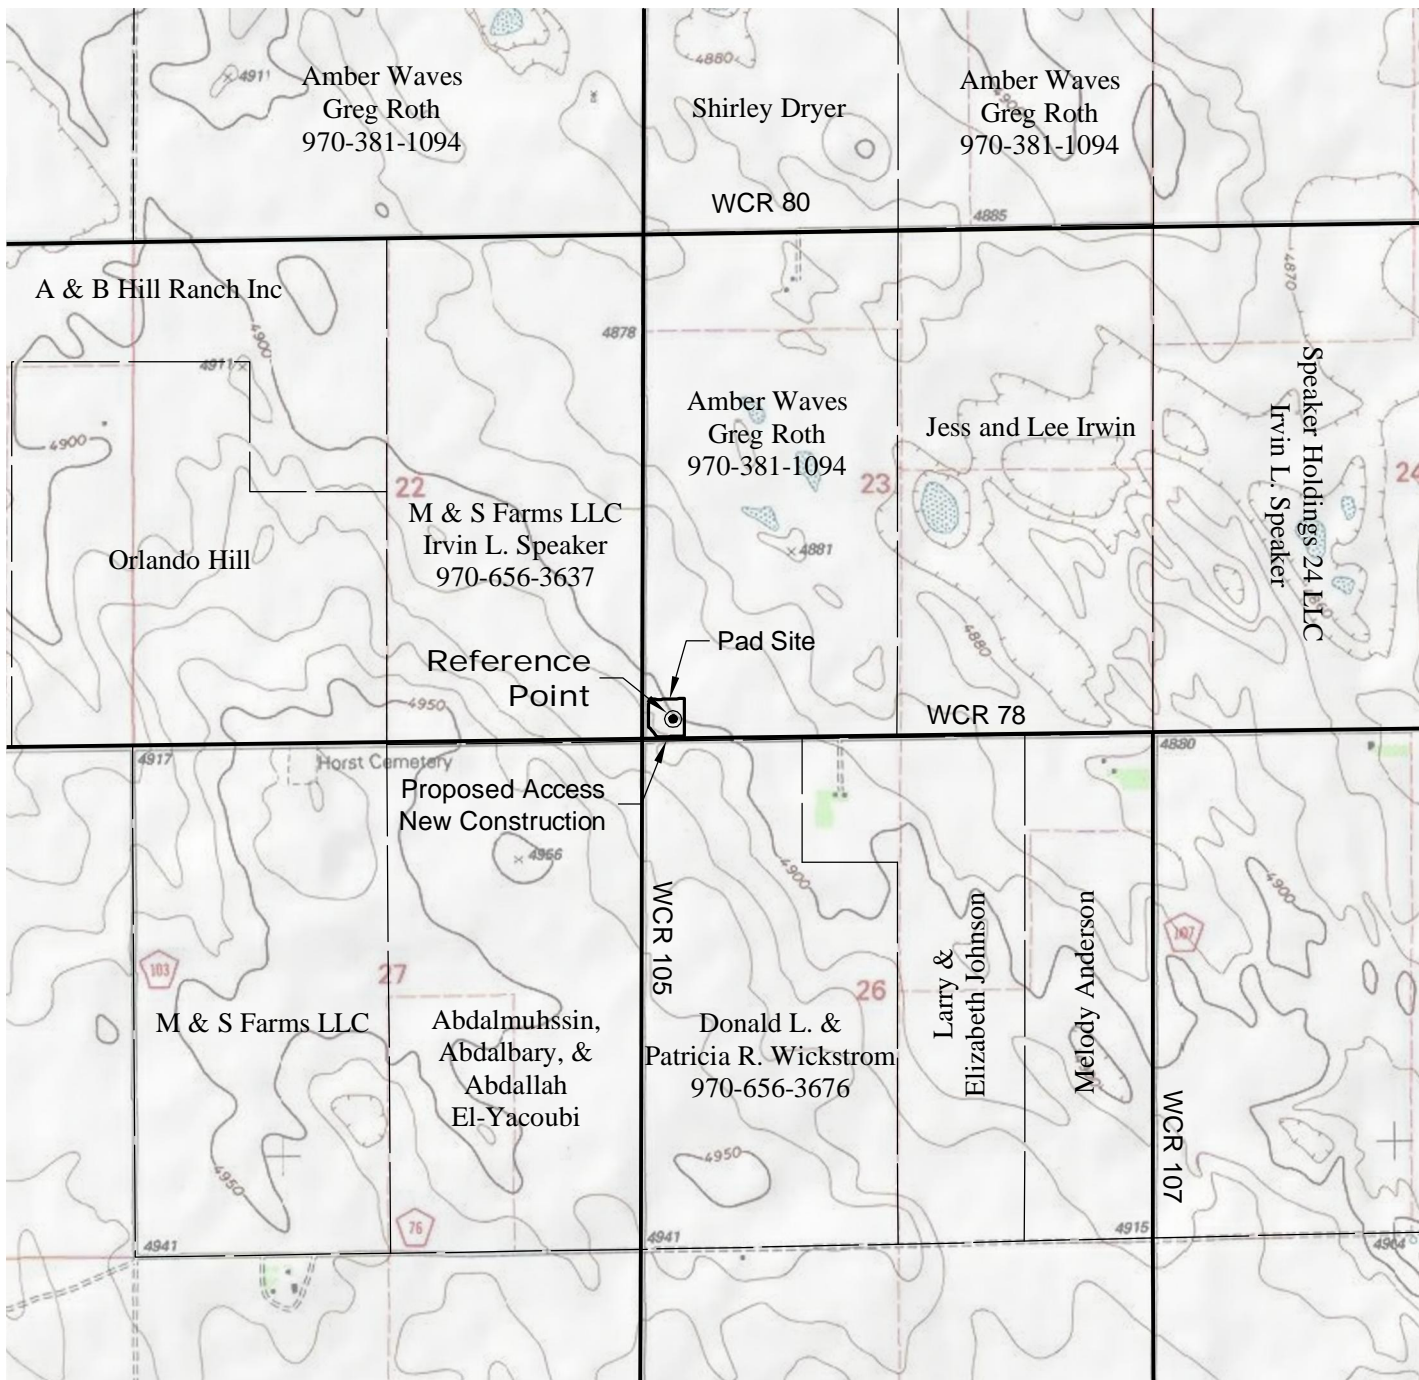 4911
Amber Waves
Greg Roth
970-381-1094
4880
Shirley Dryer
4900
Amber Waves
Greg Roth
970-381-1094
WCR 80
4885
A & B Hill Ranch Inc
4900
4911
4878
4870
4900
Orlando Hill
22
M & S Farms LLC
Irvin L. Speaker
970-656-3637
Amber Waves
Greg Roth
970-381-1094
23
4881
Jess and Lee Irwin
4880
Speaker Holdings 24 LLC
Irvin L. Speaker
24
Pad Site
Reference
Point
4950
WCR 78
4917
Horst Cemetery
4880
Proposed Access
New Construction
4966
4900
4900
WCR 105
103
27
26
107
M & S Farms LLC
Abdalmuhssin,
Abdalbary, &
Abdallah
El-Yacoubi
Donald L. &
Patricia R. Wickstrom
970-656-3676
Larry &
Elizabeth Johnson
Melody Anderson
WCR 107
4950
4950
76
4941
4941
4915
4904